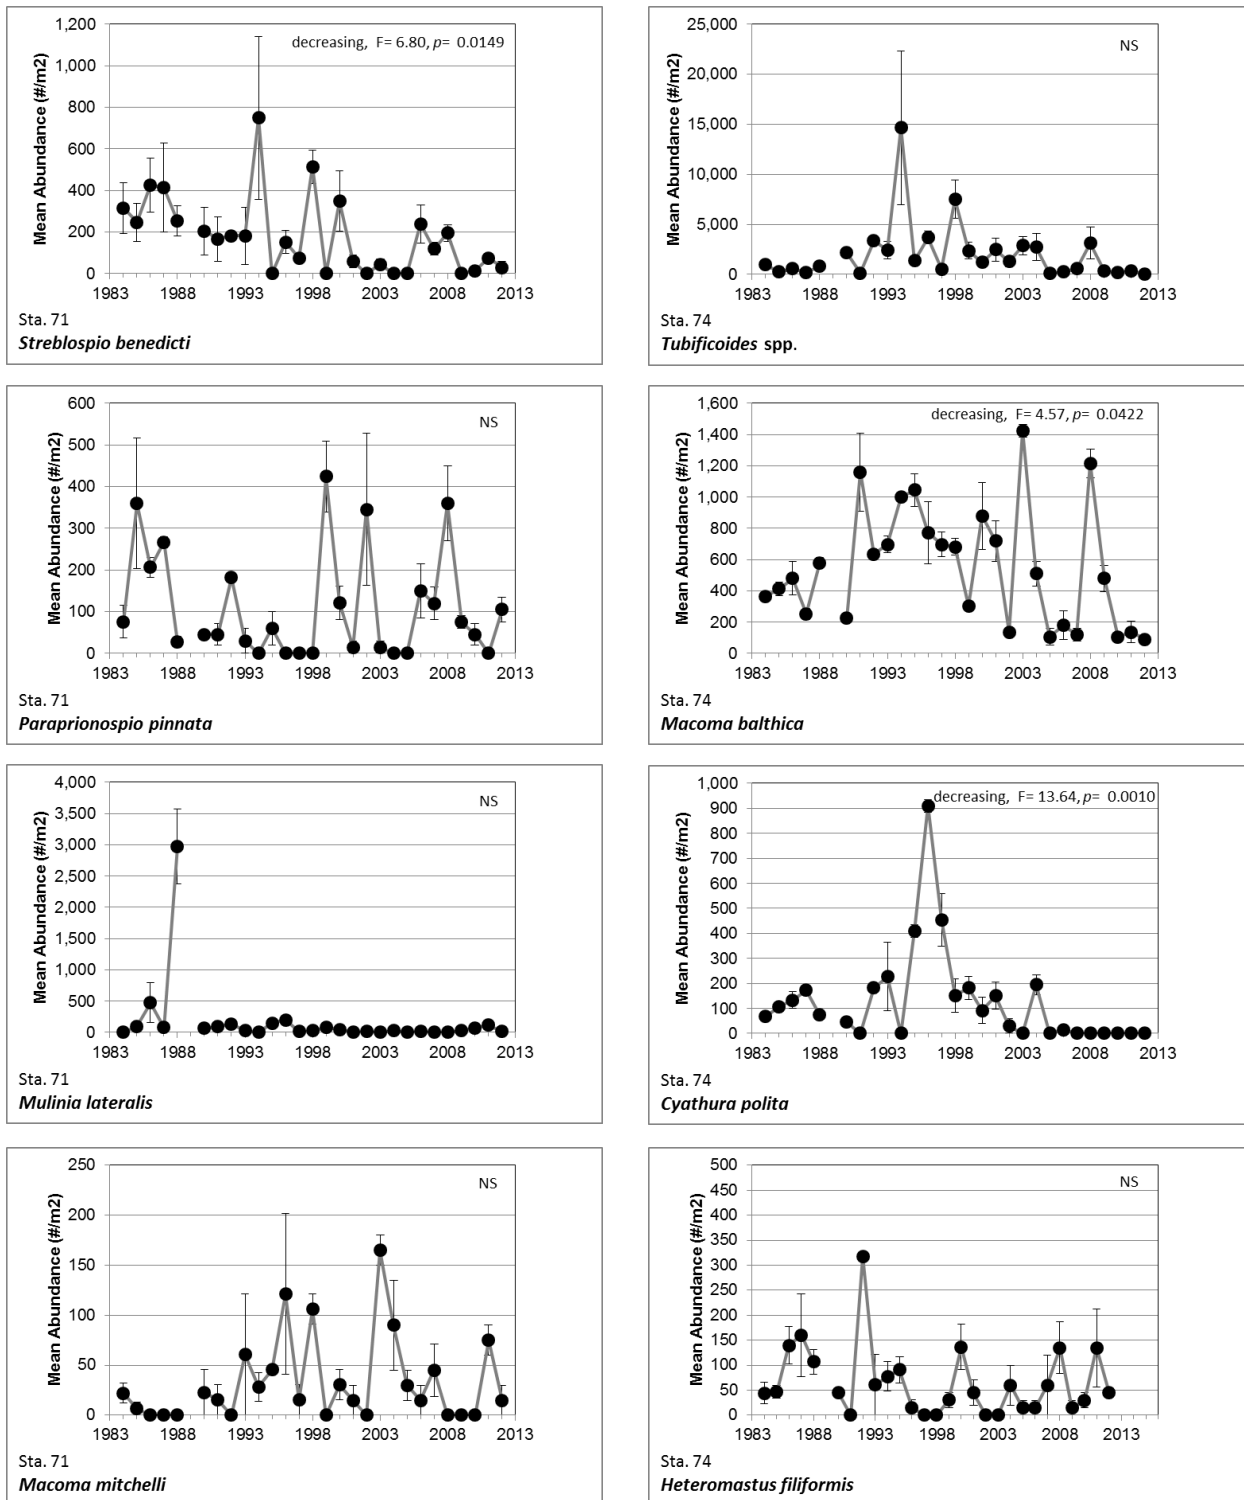 decreasing, F= 6.80, p= 0.0149
Mean Abundance (#/m2)
1,200
1,000
800
600
400
200
0
1983 1988 1993 1998 2003 2008 2013
Sta. 71
Streblospio benedicti
NS
Mean Abundance (#/m2)
25,000
20,000
15,000
10,000
5,000
0
1983 1988 1993 1998 2003 2008 2013
Sta. 74
Tubificoides spp.
NS
Mean Abundance (#/m2)
600
500
400
300
200
100
0
1983 1988 1993 1998 2003 2008 2013
Sta. 71
Paraprionospio pinnata
decreasing, F= 4.57, p= 0.0422
Mean Abundance (#/m2)
1,600
1,400
1,200
1,000
800
600
400
200
0
1983 1988 1993 1998 2003 2008 2013
Sta. 74
Macoma balthica
NS
Mean Abundance (#/m2)
4,000
3,500
3,000
2,500
2,000
1,500
1,000
500
0
1983 1988 1993 1998 2003 2008 2013
Sta. 71
Mulinia lateralis
decreasing, F= 13.64, p= 0.0010
Mean Abundance (#/m2)
1,000
900
800
700
600
500
400
300
200
100
0
1983 1988 1993 1998 2003 2008 2013
Sta. 74
Cyathura polita
NS
Mean Abundance (#/m2)
250
200
150
100
50
0
1983 1988 1993 1998 2003 2008 2013
Sta. 71
Macoma mitchelli
NS
Mean Abundance (#/m2)
500
450
400
350
300
250
200
150
100
50
0
1983 1988 1993 1998 2003 2008 2013
Sta. 74
Heteromastus filiformis